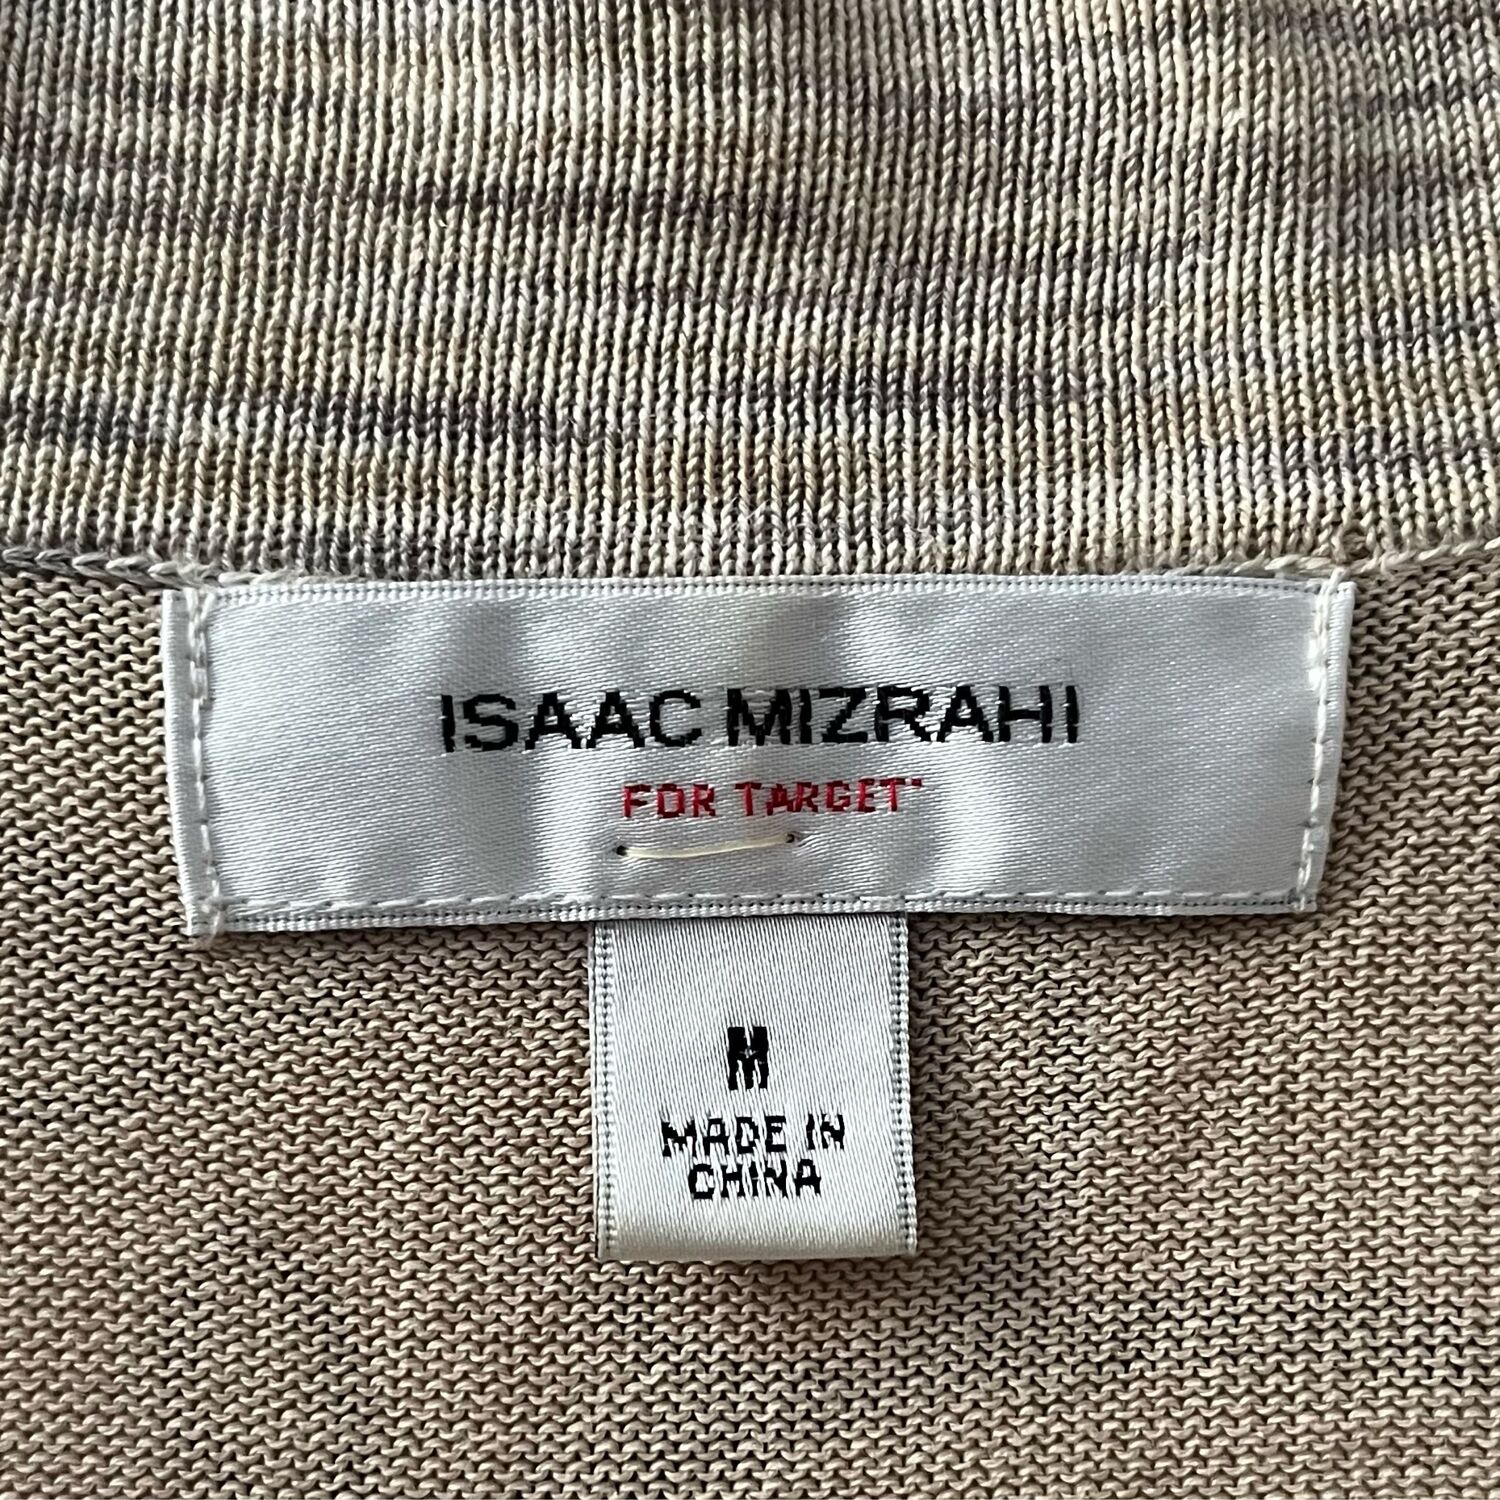 ISAAC MIZRAHI
FOR TARGET
M
MADE IN
CHINA